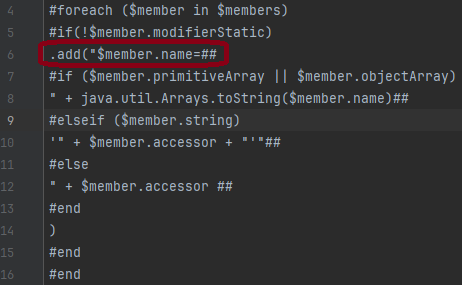 4 #foreach ($member in $members)
5 #if(!$member.modifierStatic)
6 .add("$member.name=##
7 #if ($member.primitiveArray || $member.objectArray)
8 " + java.util.Arrays.toString($member.name)##
9 #elseif ($member.string)
10 '" + $member.accessor + "'"##
11 #else
12 " + $member.accessor ##
13 #end
14 )
15 #end
16 #end